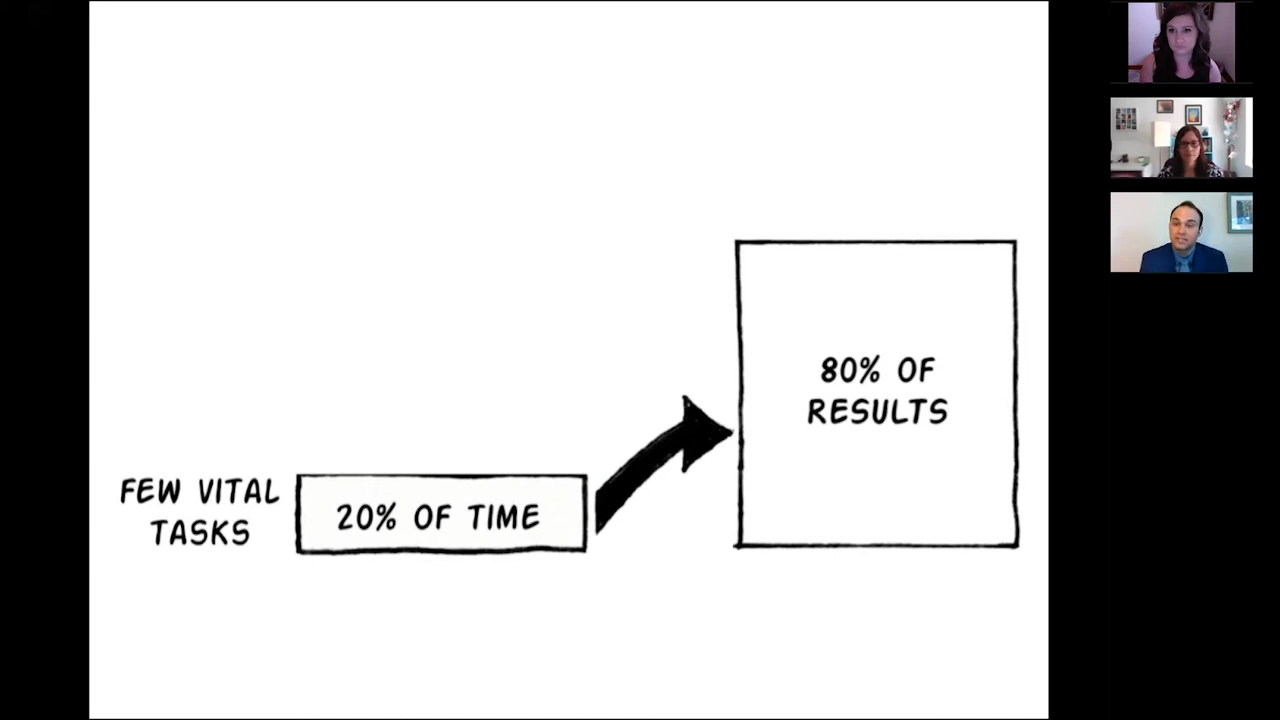 FEW VITAL
TASKS
20% OF TIME
80% OF
RESULTS